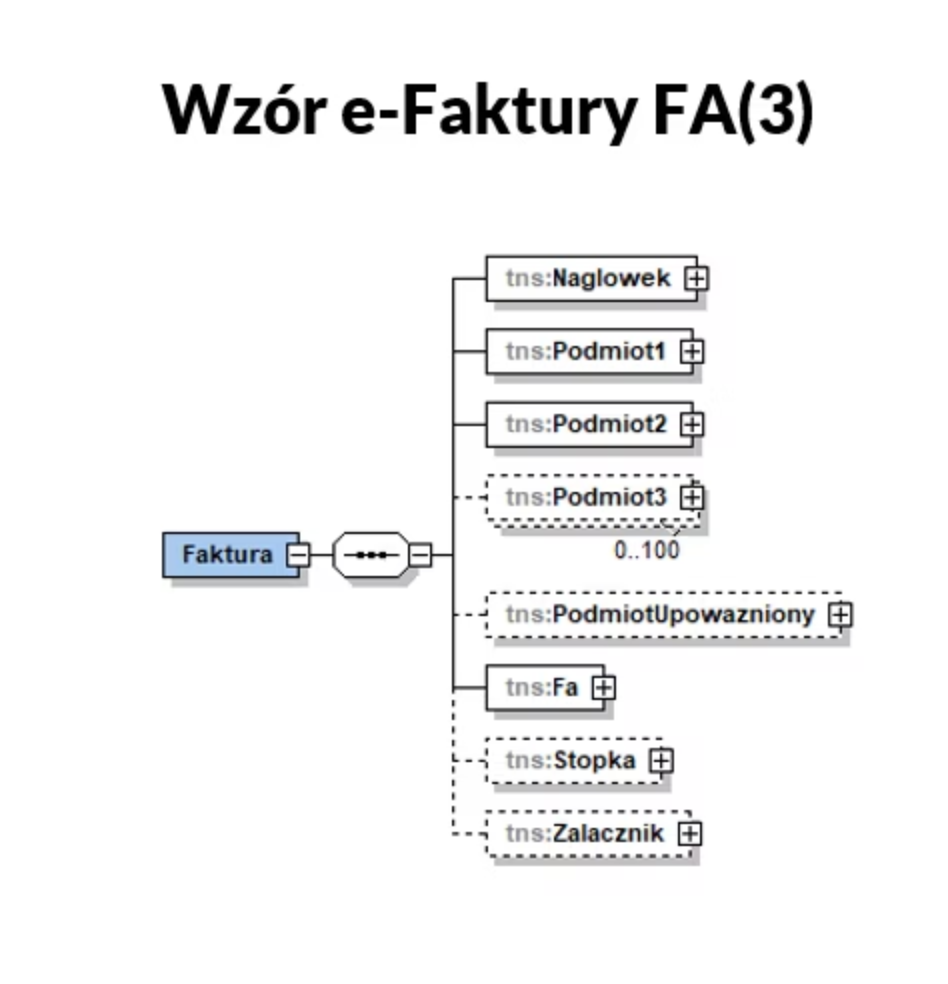 Wzór e-Faktury FA(3)
tns:Naglowek
tns:Podmiot1
tns:Podmiot2
tns:Podmiot3
0..100
Faktura
tns:PodmiotUpowazniony
tns:Fa
tns:Stopka
tns:Zalacznik